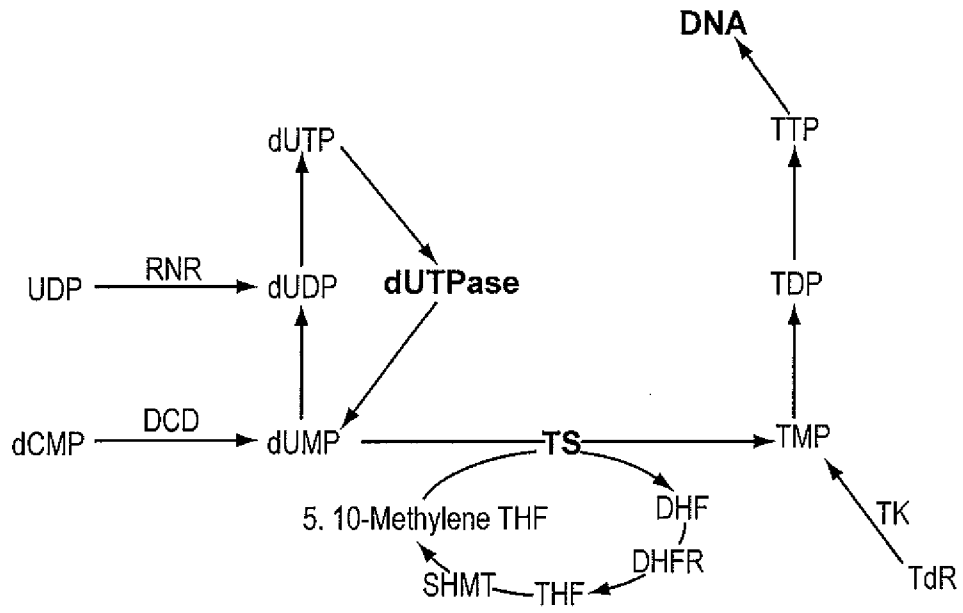 DNA
dUTP
TTP
UDP
RNR
dUDP
dUTPase
TDP
dCMP
DCD
dUMP
TS
TMP
5. 10-Methylene THF
DHF
TK
SHMT
THF
DHFR
TdR